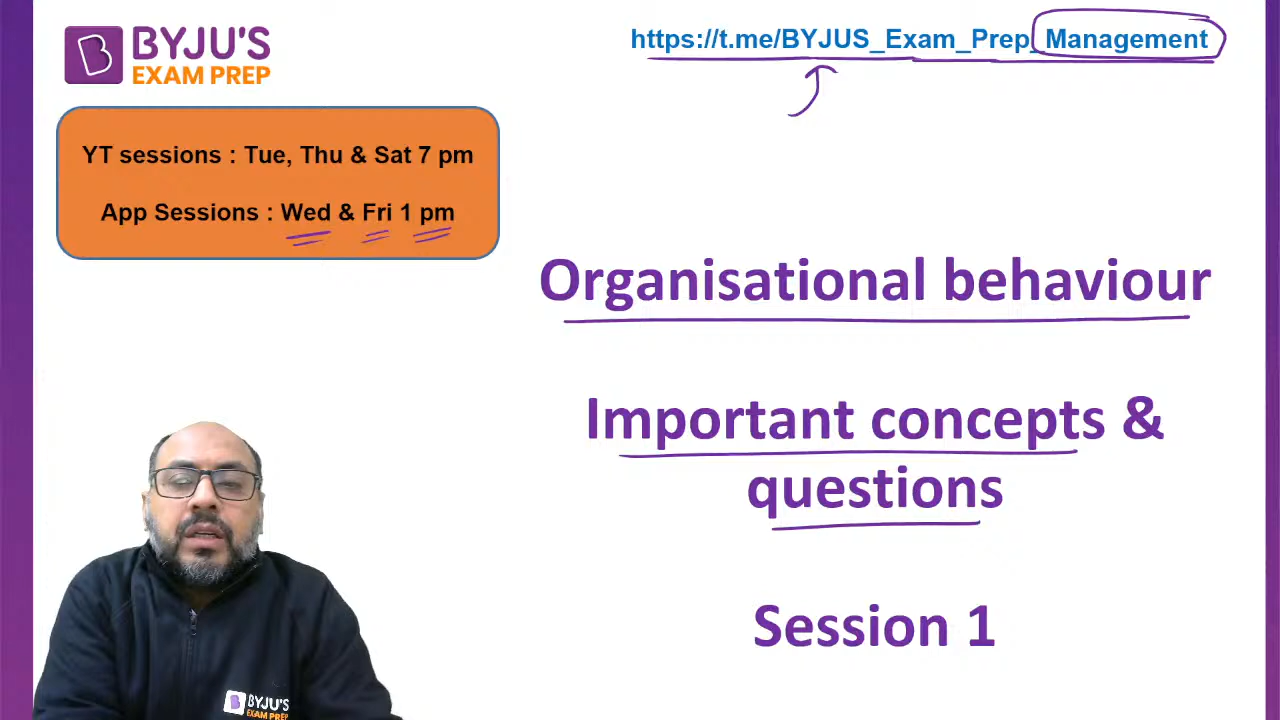 BYJU'S
EXAM PREP
https://t.me/BYJUS_Exam_Prep_Management
YT sessions : Tue, Thu & Sat 7 pm
App Sessions : Wed & Fri 1 pm
Organisational behaviour
Important concepts &
questions
Session 1
BYJU'S
EXAM PREP